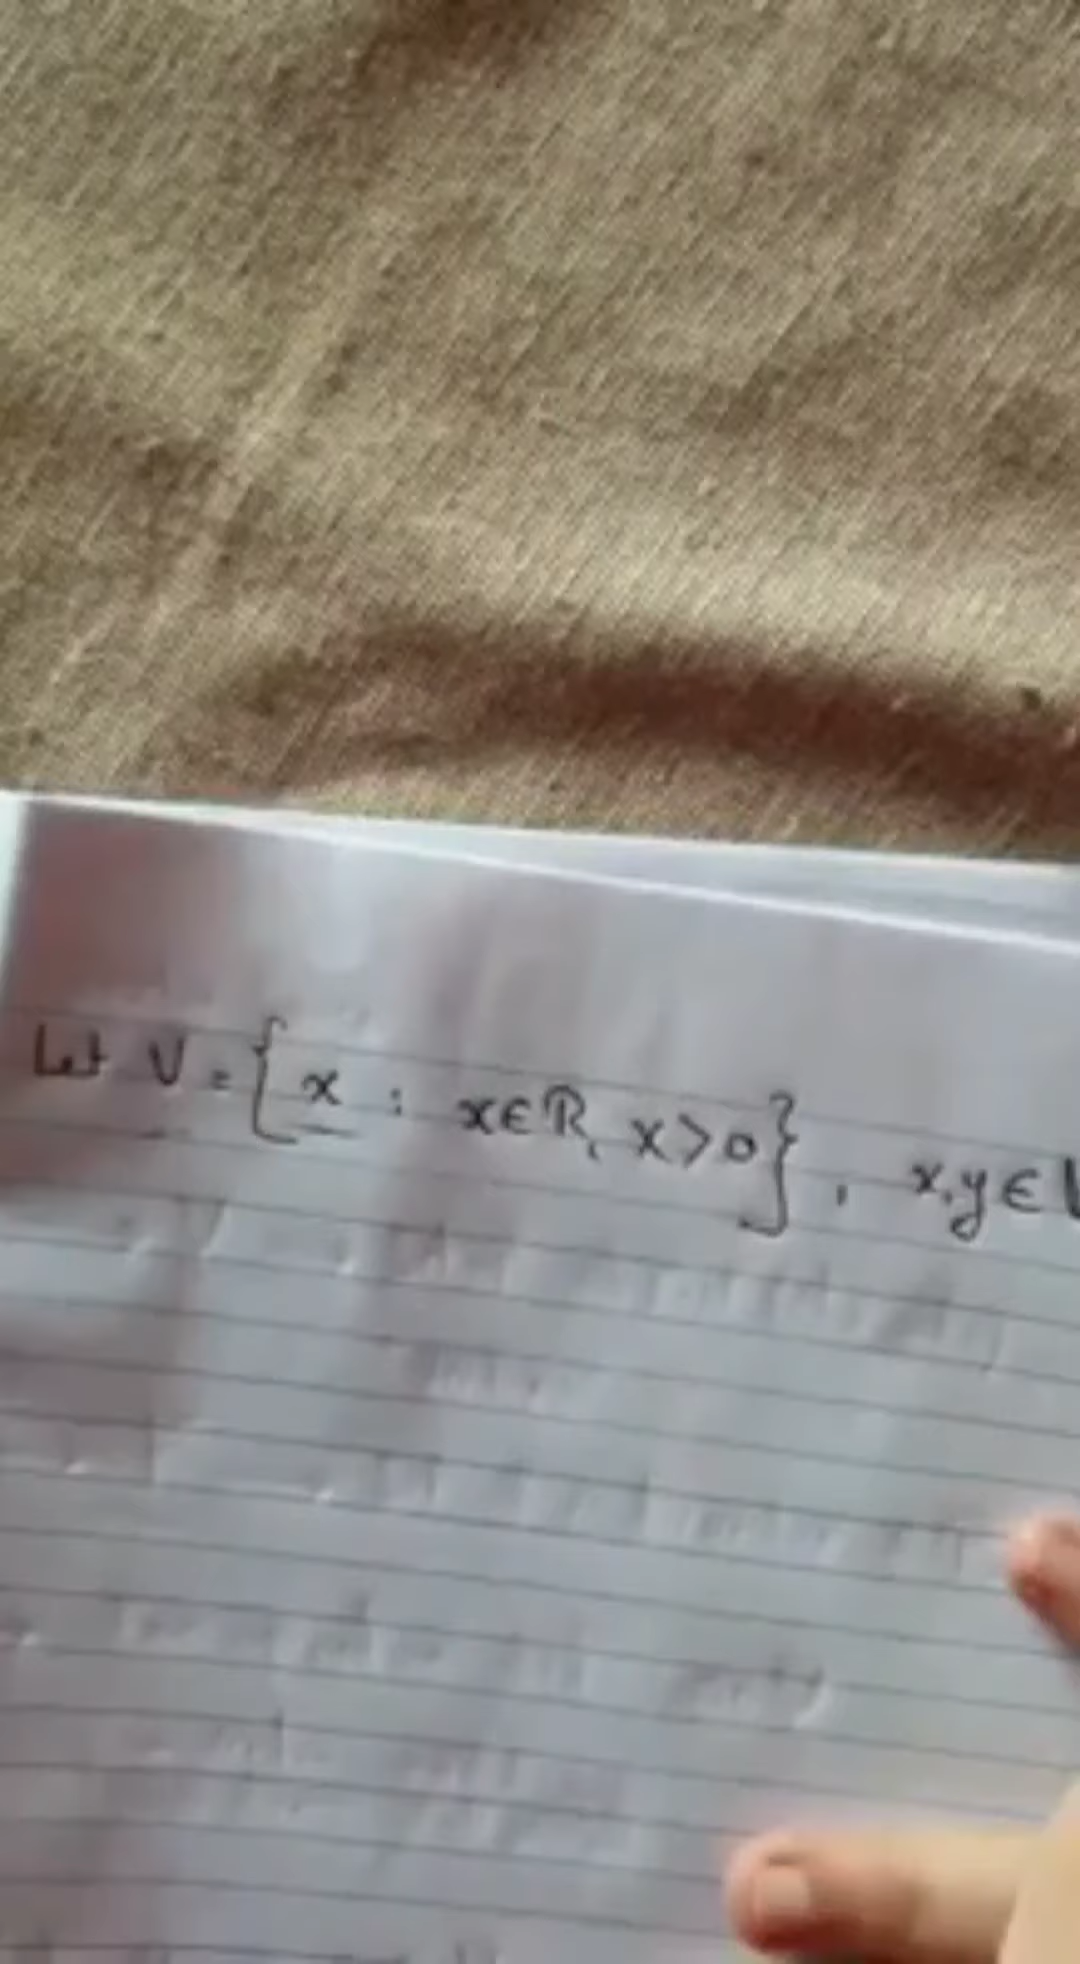 Let V = { x : x∈ℝ, x>0 } , x,y ∈